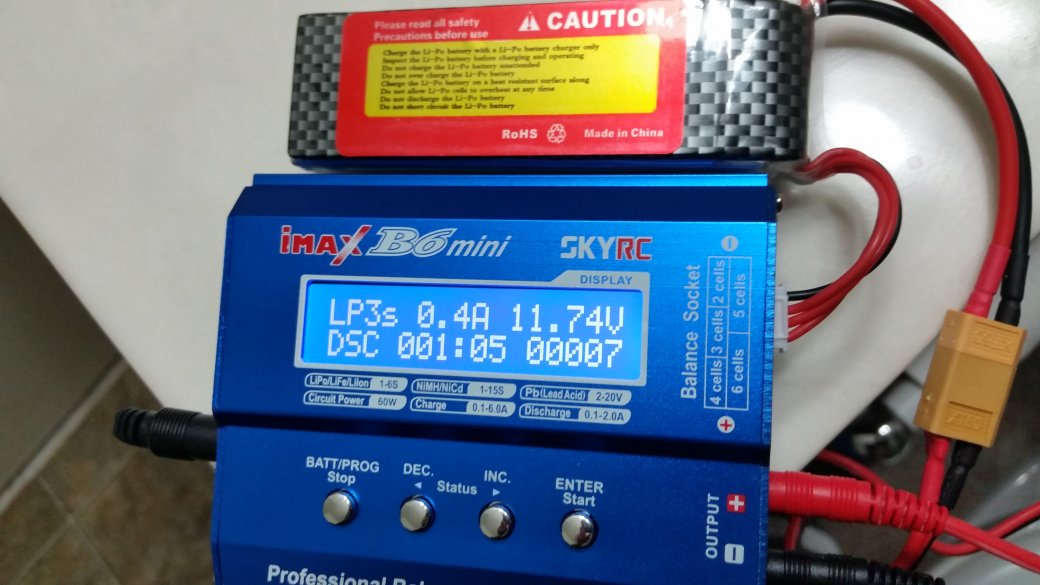 Please read all safety
Precautions before use
CAUTION
Charge the Li-Po battery with a Li-Po battery charger only
Inspect the Li-Po battery before charging and operating
Do not charge the Li-Po battery unattended
Do not over charge the Li-Po battery
Charge the Li-Po battery on a heat resistant surface along
Do not allow Li-Po cells to overheat at any time
Do not discharge the Li-Po battery
Do not short circuit the Li-Po battery
RoHS Made in China
iMAX B6 mini SKYRC
DISPLAY
LP3s 0.4A 11.74V
DSC 001:05 00007
LiPo/LiFe/LiIon 1-6S NiMH/NiCd 1-15S Pb(Lead Acid) 2-20V
Circuit Power 60W Charge 0.1-6.0A Discharge 0.1-2.0A
Balance Socket
2 cells
3 cells
4 cells
5 cells
6 cells
BATT/PROG
Stop
DEC.
Status
INC.
ENTER
Start
OUTPUT
Professional